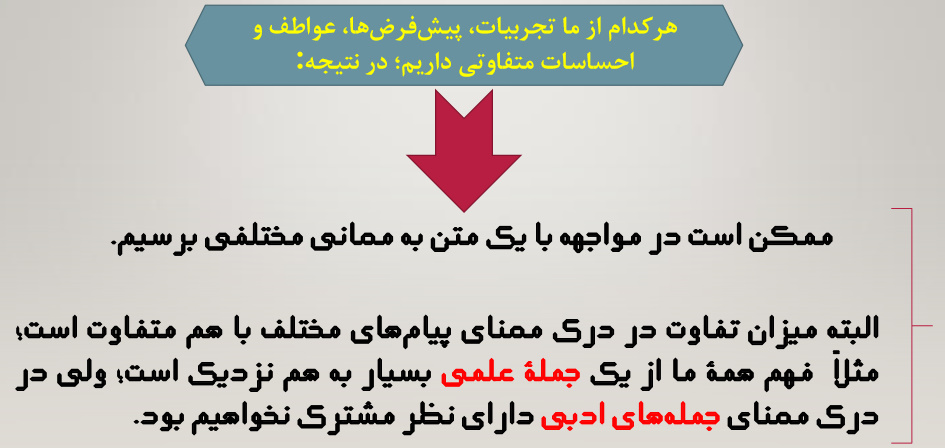 هرکدام از ما تجربیات، پیش‌فرض‌ها، عواطف و
احساسات متفاوتی داریم؛ در نتیجه:
ممکن است در مواجهه با یک متن به معانی مختلفی برسیم.
البته میزان تفاوت در درک معنای پیام‌های مختلف با هم متفاوت است؛
مثلاً فهم همهٔ ما از یک جملهٔ علمی بسیار به هم نزدیک است؛ ولی در
درک معنای جمله‌های ادبی دارای نظر مشترک نخواهیم بود.